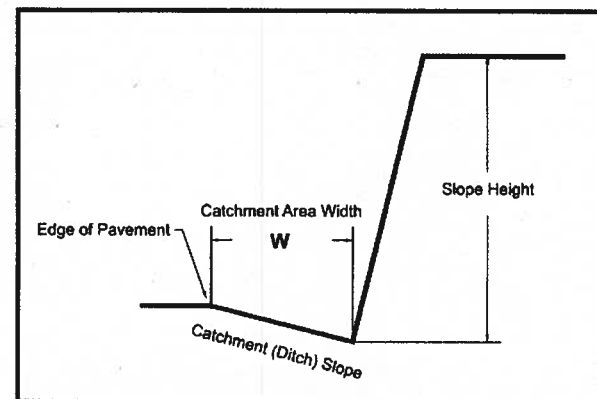 Slope Height
Catchment Area Width
Edge of Pavement
W
Catchment (Ditch) Slope